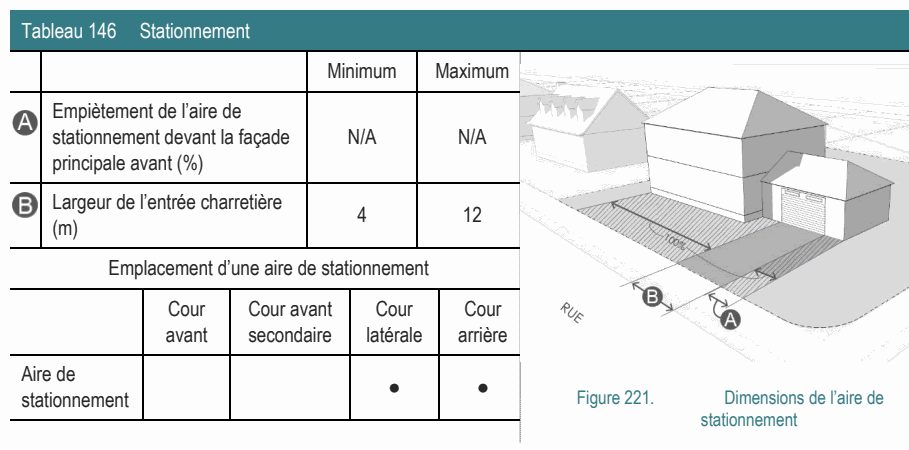 Tableau 146 Stationnement
Minimum Maximum
A Empiètement de l'aire de
stationnement devant la façade
principale avant (%)
N/A N/A
B Largeur de l'entrée charretière
(m)
4 12
Emplacement d'une aire de stationnement
Cour
avant
Cour avant
secondaire
Cour
latérale
Cour
arrière
Aire de
stationnement
● ●
100%
B
A
RUE
Figure 221. Dimensions de l'aire de
stationnement